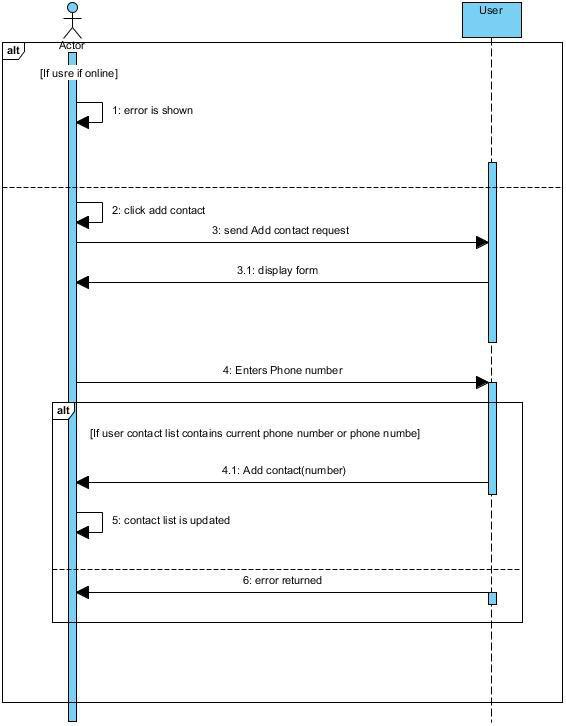 Actor
User
alt
[If usre if online]
1: error is shown
2: click add contact
3: send Add contact request
3.1: display form
4: Enters Phone number
alt
[If user contact list contains current phone number or phone numbe]
4.1: Add contact(number)
5: contact list is updated
6: error returned